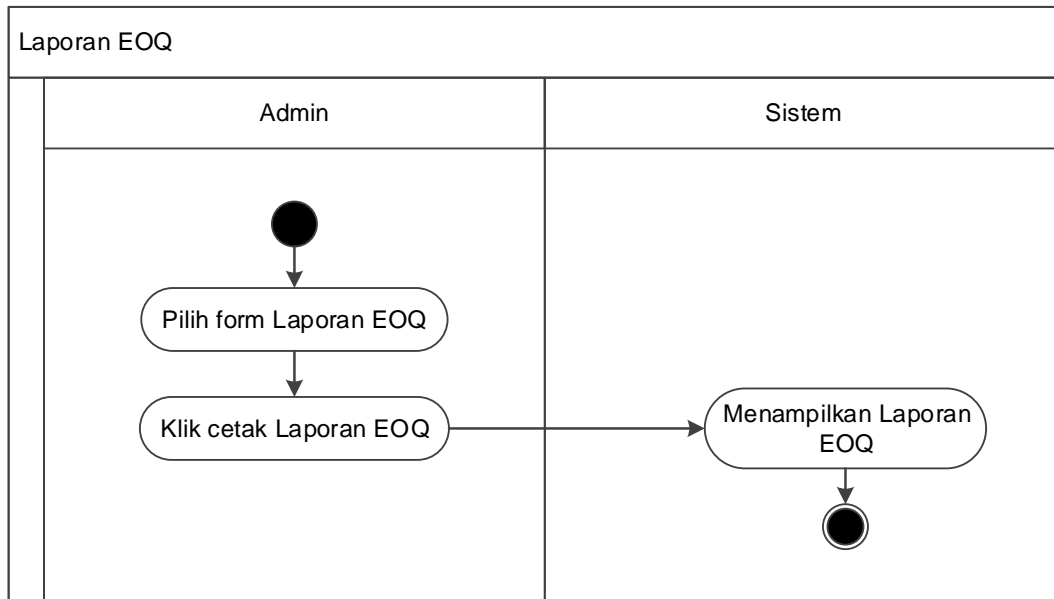 Laporan EOQ
Admin
Sistem
Pilih form Laporan EOQ
Klik cetak Laporan EOQ
Menampilkan Laporan
EOQ